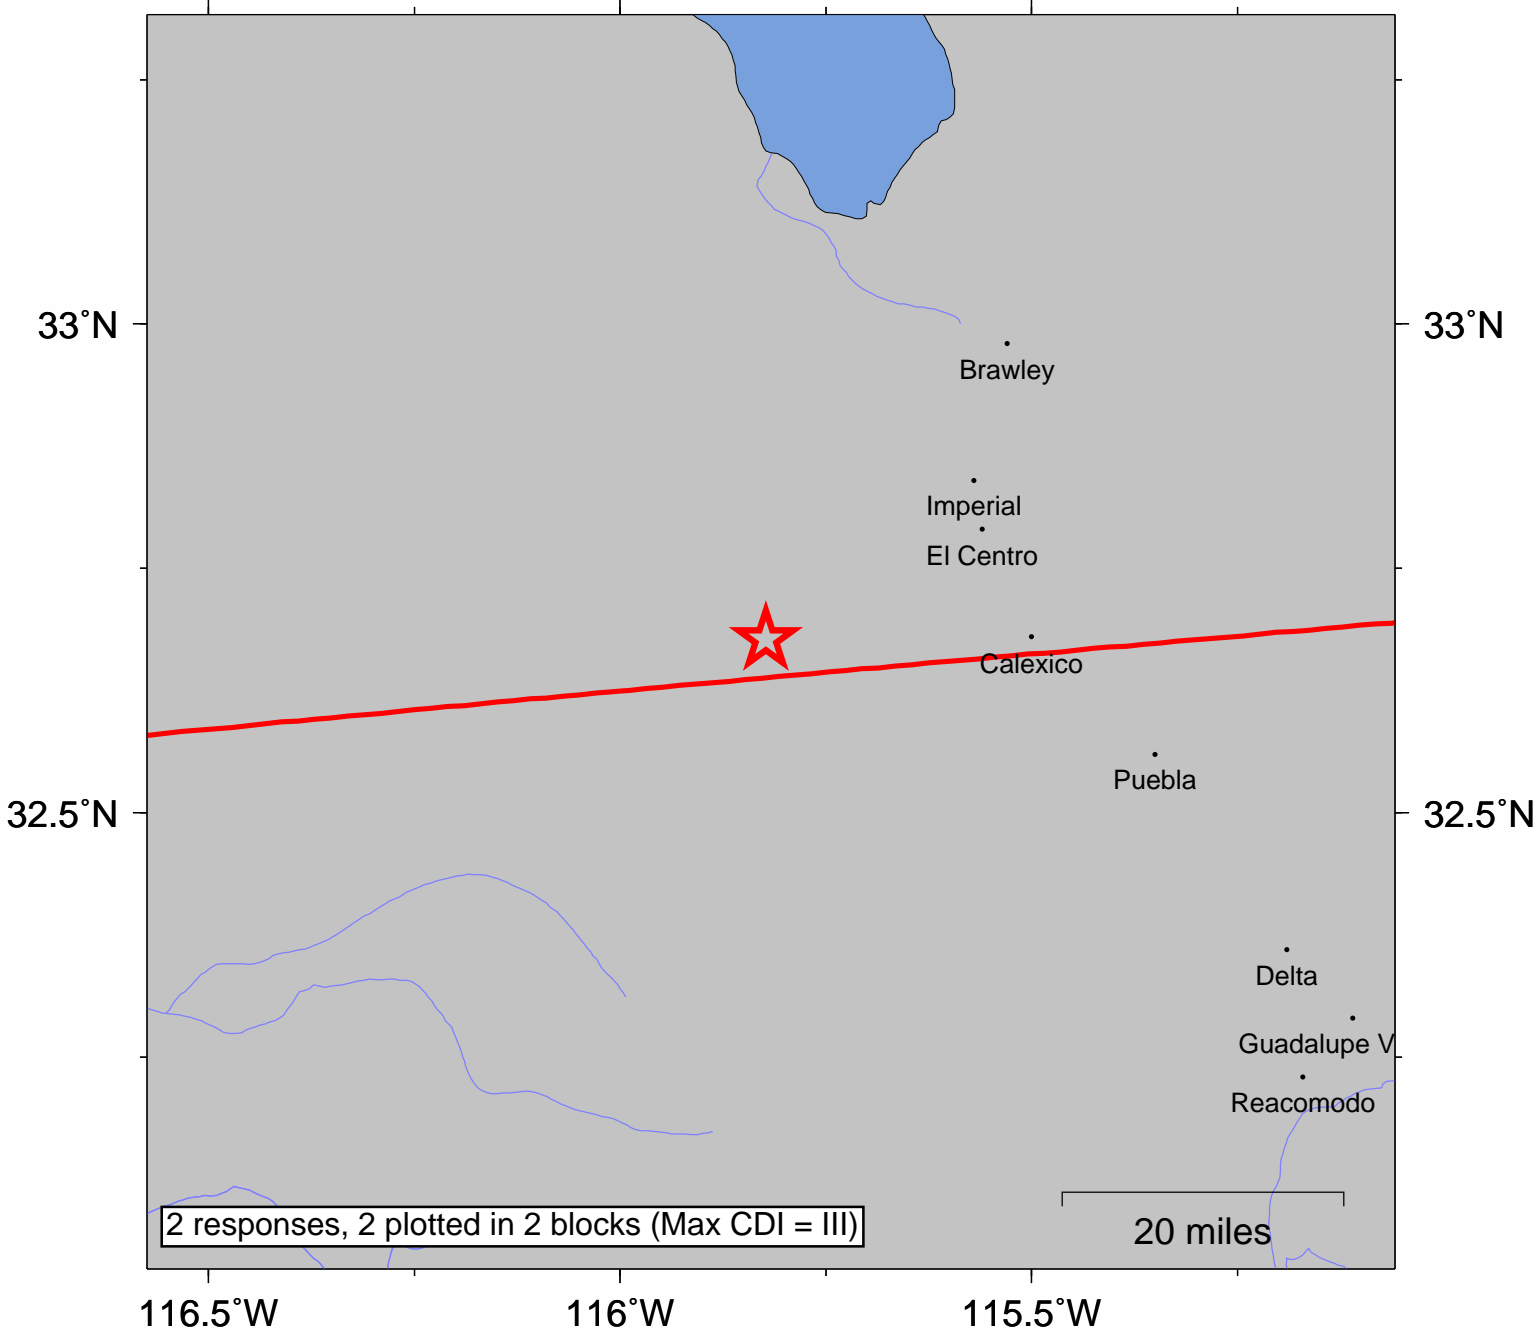 33˚N
33˚N
Brawley
Imperial
El Centro
Calexico
Puebla
32.5˚N
32.5˚N
Delta
Guadalupe V
Reacomodo
2 responses, 2 plotted in 2 blocks (Max CDI = III)
20 miles
116.5˚W
116˚W
115.5˚W